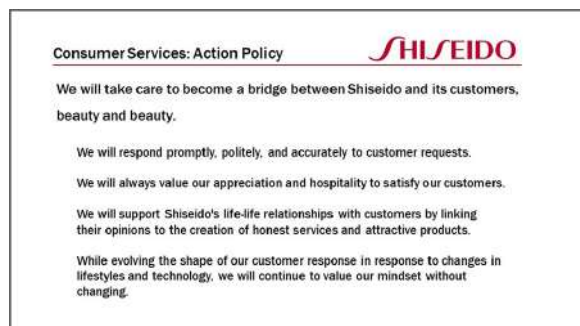 Consumer Services: Action Policy
SHISEIDO
We will take care to become a bridge between Shiseido and its customers,
beauty and beauty.
We will respond promptly, politely, and accurately to customer requests.
We will always value our appreciation and hospitality to satisfy our customers.
We will support Shiseido's life-life relationships with customers by linking
their opinions to the creation of honest services and attractive products.
While evolving the shape of our customer response in response to changes in
lifestyles and technology, we will continue to value our mindset without
changing.